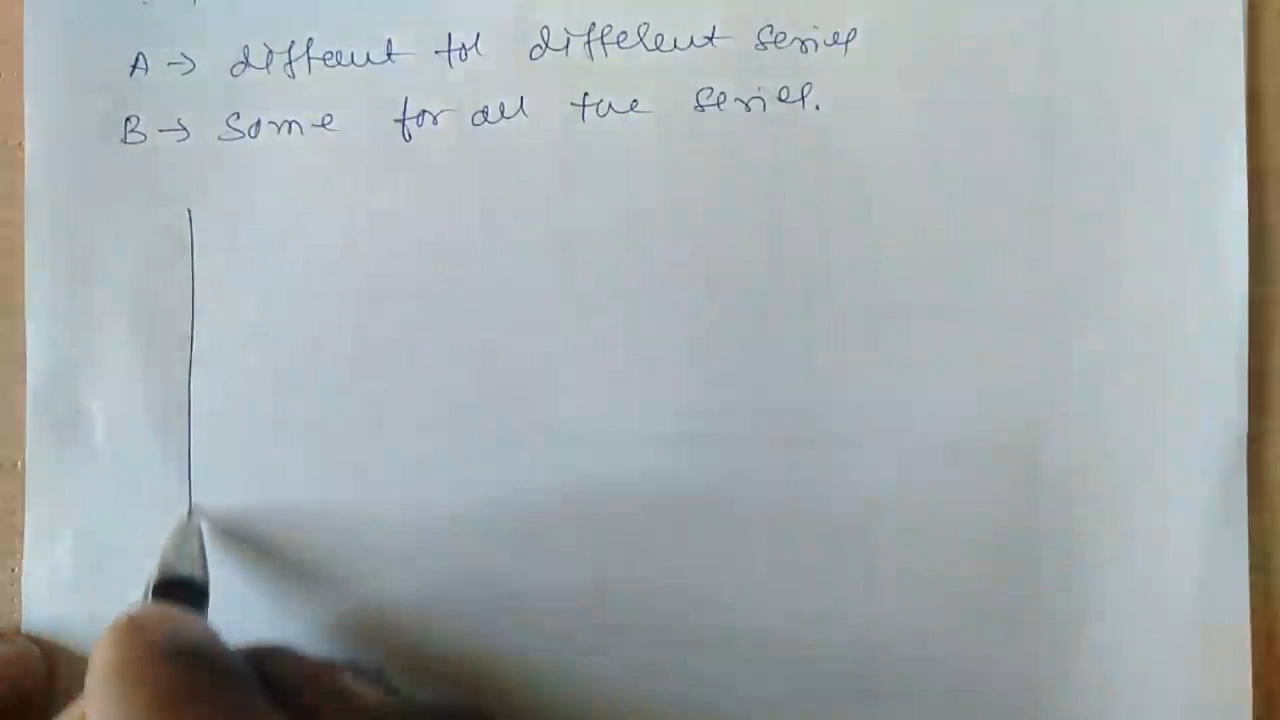 A → different for different series
B → Same for all the series.